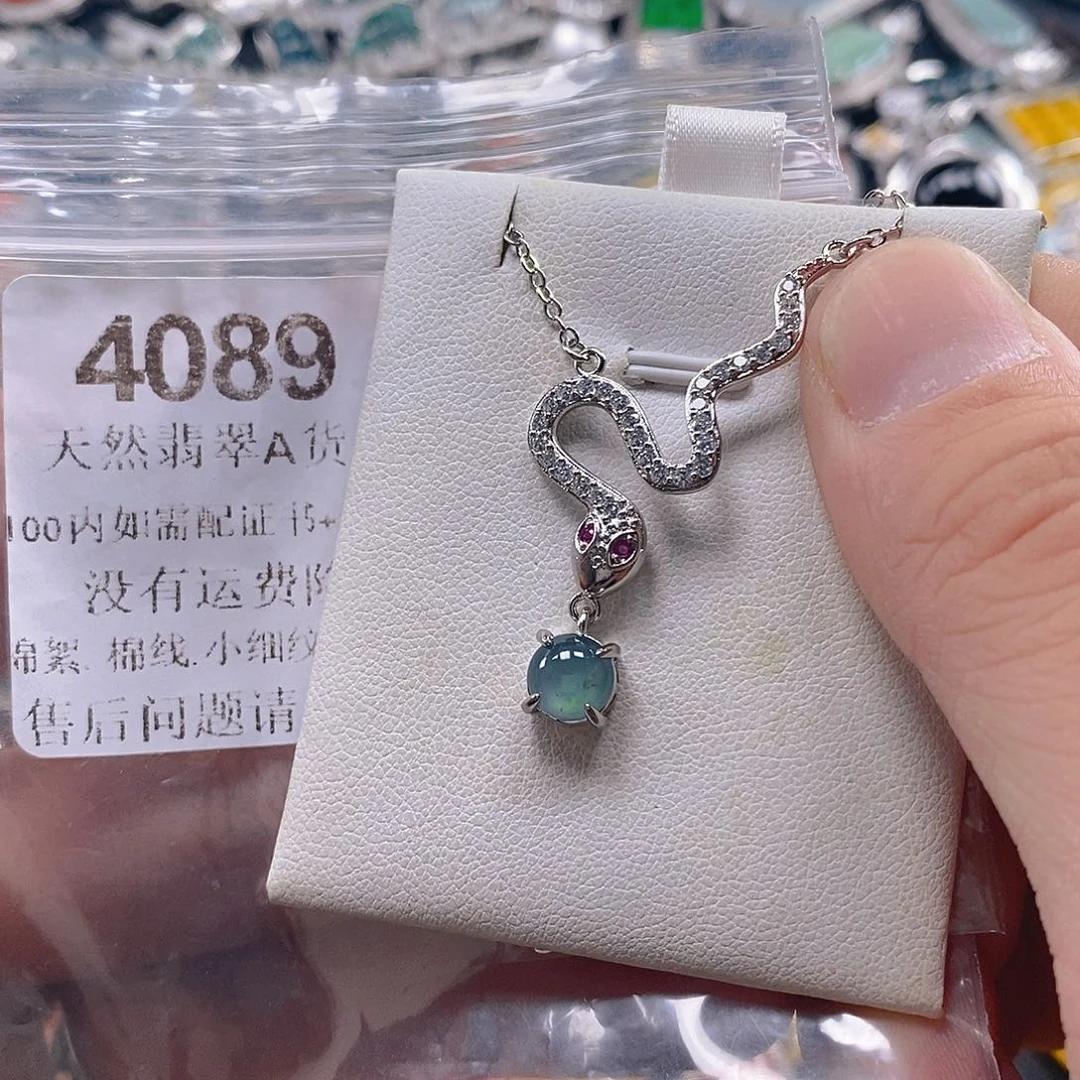 4089
天然翡翠A货
100内如需配证书+
没有运费
棉絮.棉线.小细纹
售后问题请